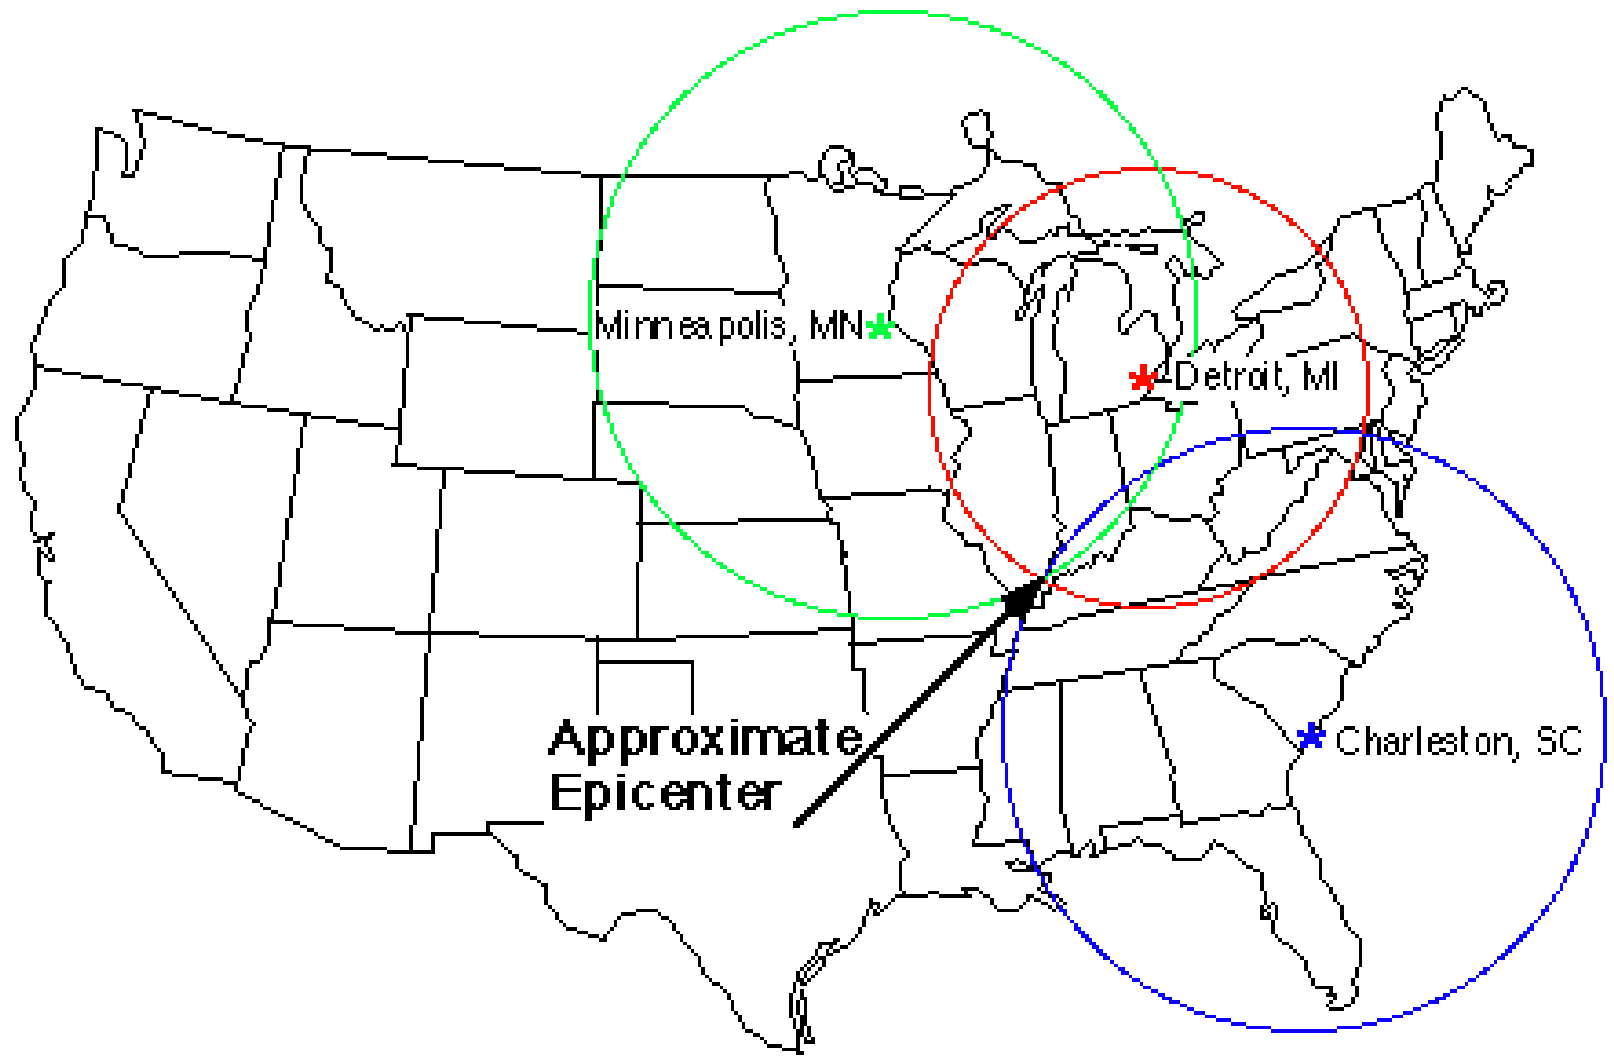 Minneapolis, MN
Detroit, MI
Approximate
Epicenter
Charleston, SC